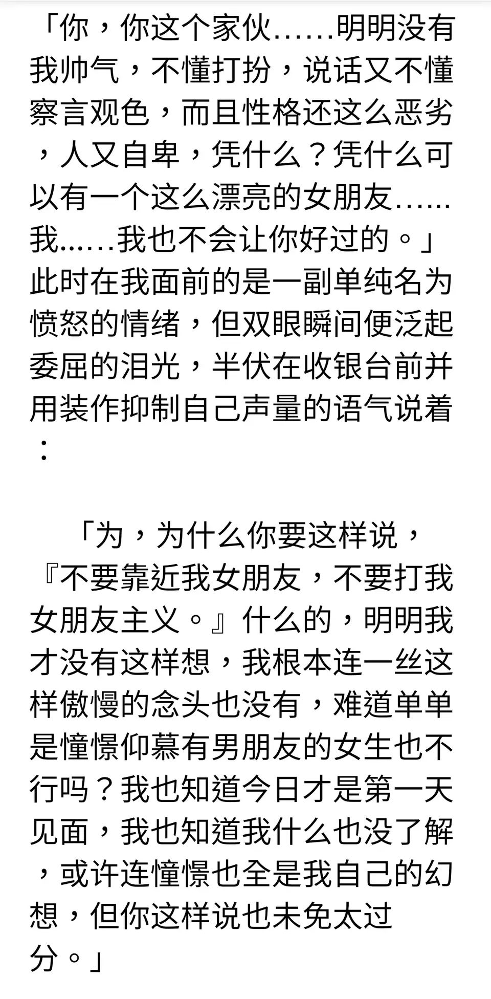 「你，你这个家伙……明明没有
我帅气，不懂打扮，说话又不懂
察言观色，而且性格还这么恶劣
，人又自卑，凭什么？凭什么可
以有一个这么漂亮的女朋友……
我……我也不会让你好过的。」
此时在我面前的是一副单纯名为
愤怒的情绪，但双眼瞬间便泛起
委屈的泪光，半伏在收银台前并
用装作抑制自己声量的语气说着
：
「为，为什么你要这样说，
『不要靠近我女朋友，不要打我
女朋友主义。』什么的，明明我
才没有这样想，我根本连一丝这
样傲慢的念头也没有，难道单单
是憧憬仰慕有男朋友的女生也不
行吗？我也知道今日才是第一天
见面，我也知道我什么也没了解
，或许连憧憬也全是我自己的幻
想，但你这样说也未免太过
分。」